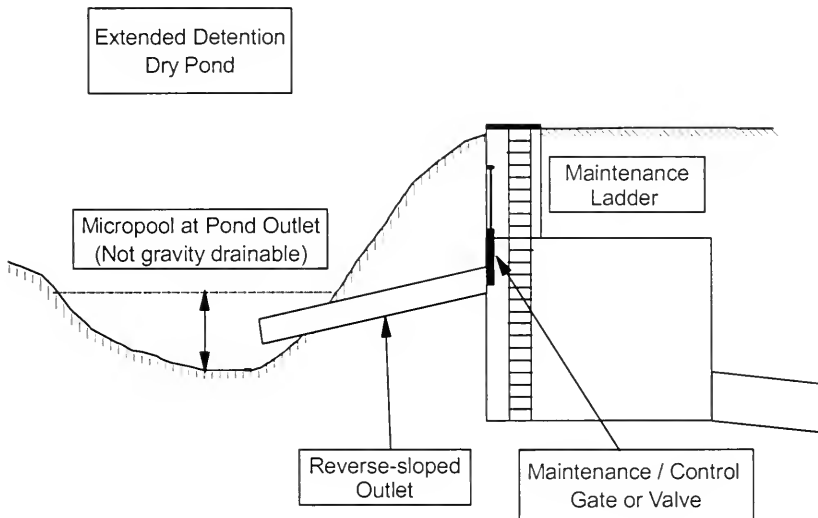 Extended Detention
Dry Pond
Maintenance
Ladder
Micropool at Pond Outlet
(Not gravity drainable)
Reverse-sloped
Outlet
Maintenance / Control
Gate or Valve